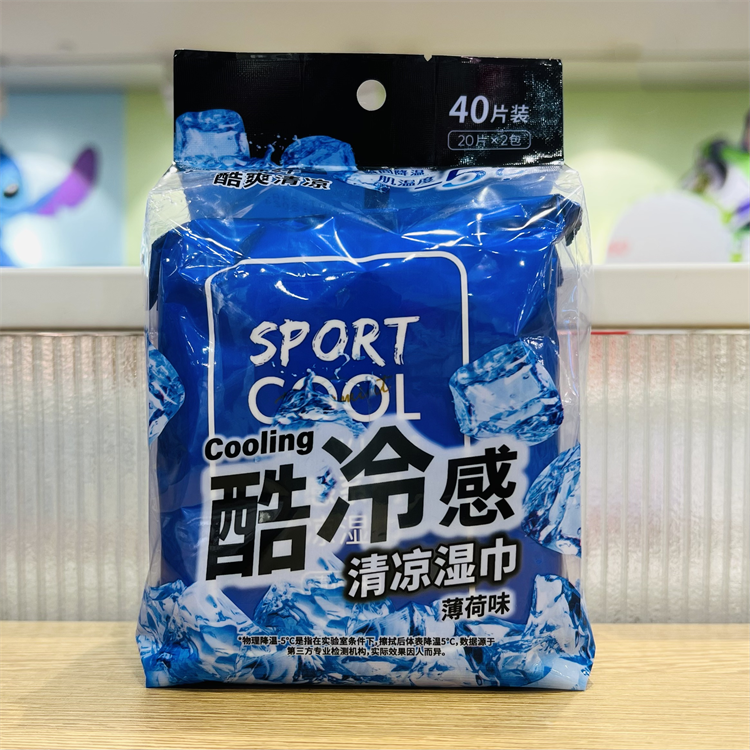 40片装
20片×2包
酷爽清凉
肌温度
SPORT
COOL
Cooling
酷冷感
清凉湿巾
薄荷味
*物理降温-5°C是指在实验室条件下，擦拭后体表降温5°C，数据源于
第三方专业检测机构，实际效果因人而异。